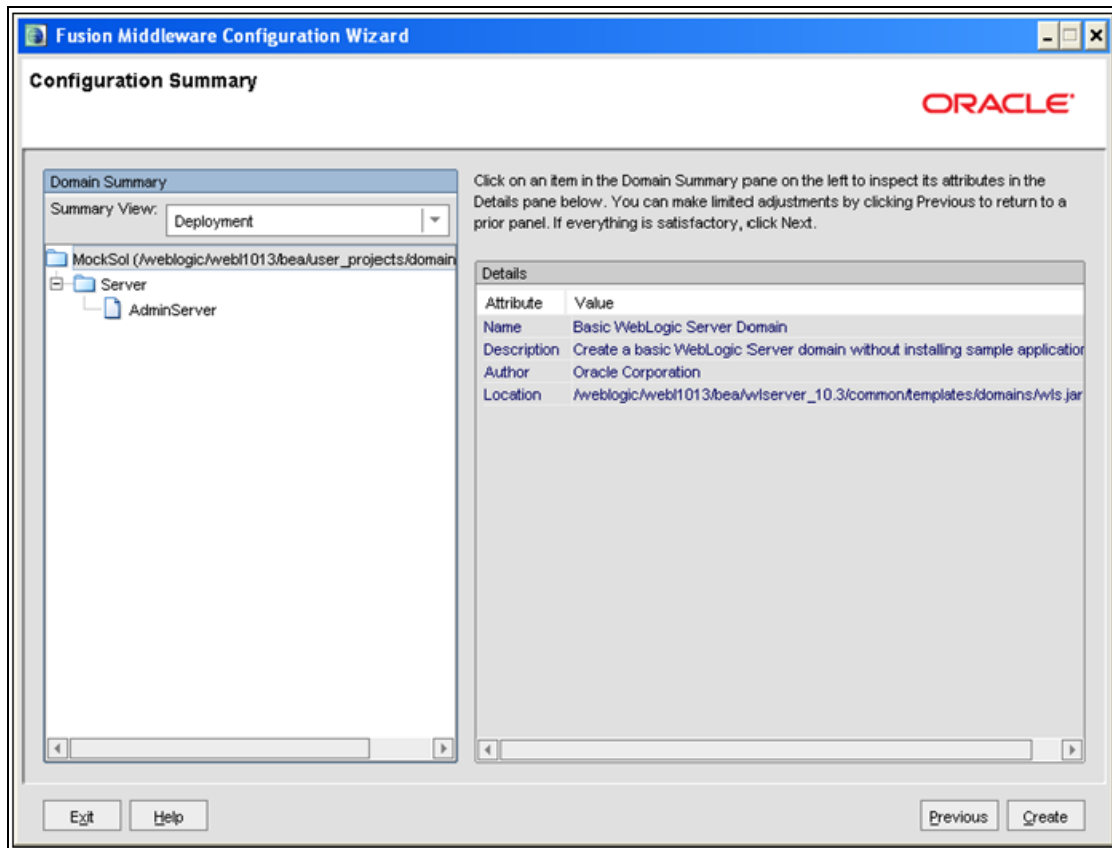 Fusion Middleware Configuration Wizard
Configuration Summary
ORACLE
Domain Summary
Summary View:
Deployment
MockSol (/weblogic/webl1013/bea/user_projects/domain
Server
AdminServer
Click on an item in the Domain Summary pane on the left to inspect its attributes in the
Details pane below. You can make limited adjustments by clicking Previous to return to a
prior panel. If everything is satisfactory, click Next.
Details
Attribute Value
Name Basic WebLogic Server Domain
Description Create a basic WebLogic Server domain without installing sample application
Author Oracle Corporation
Location /weblogic/webl1013/bea/wlserver_10.3/common/templates/domains/wls.jar
Exit Help Previous Create